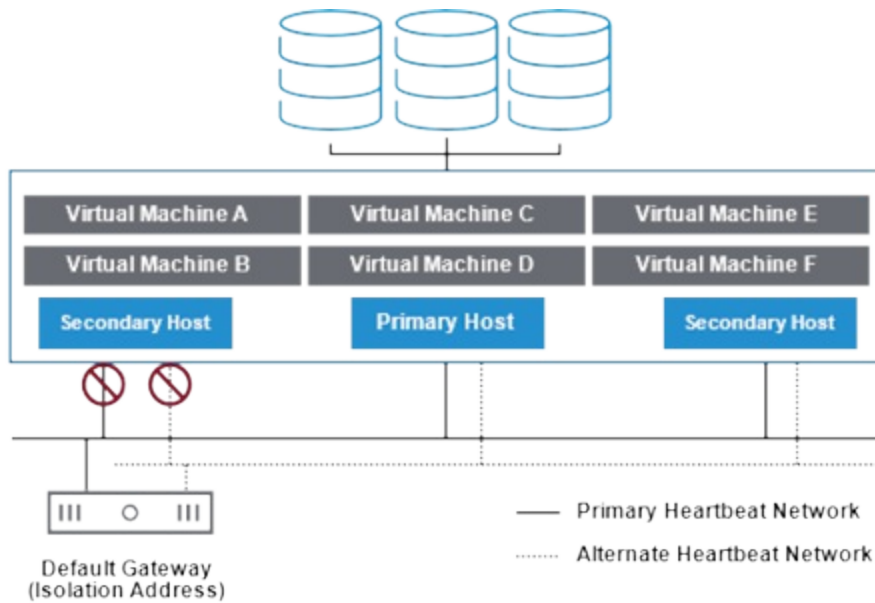 Virtual Machine A
Virtual Machine C
Virtual Machine E
Virtual Machine B
Virtual Machine D
Virtual Machine F
Secondary Host
Primary Host
Secondary Host
Primary Heartbeat Network
Alternate Heartbeat Network
Default Gateway
(Isolation Address)